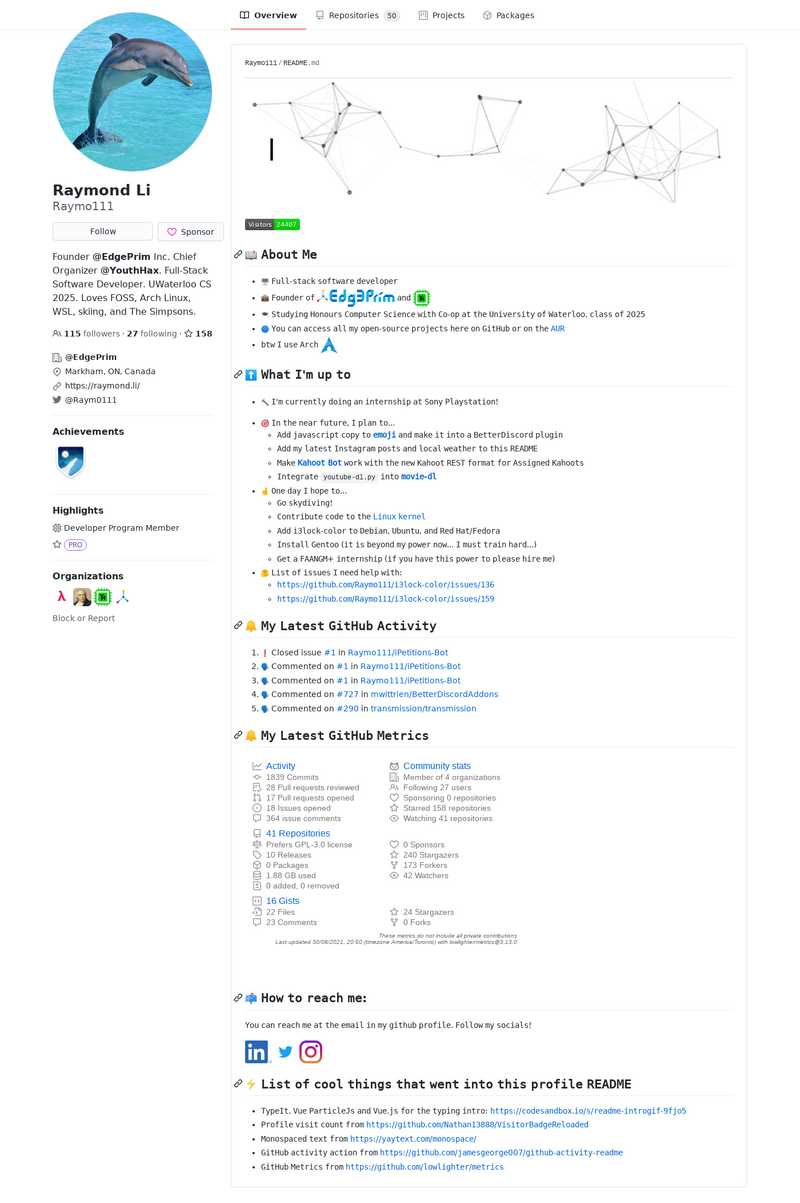 Overview
Repositories 50
Projects
Packages
Raymo111 / README.md
Raymond Li
Raymo111
Follow
Sponsor
Founder @EdgePrim Inc. Chief
Organizer @YouthHax. Full-Stack
Software Developer. UWaterloo CS
2025. Loves FOSS, Arch Linux,
WSL, skiing, and The Simpsons.
115 followers · 27 following · 158
@EdgePrim
Markham, ON, Canada
https://raymond.li/
@Raym0111
Achievements
Highlights
Developer Program Member
PRO
Organizations
Block or Report
Visitors 24407
About Me
Full-stack software developer
Founder of Edg3Prim and
Studying Honours Computer Science with Co-op at the University of Waterloo, class of 2025
You can access all my open-source projects here on GitHub or on the AUR
btw I use Arch
What I'm up to
I'm currently doing an internship at Sony Playstation!
In the near future, I plan to...
Add javascript copy to emoji and make it into a BetterDiscord plugin
Add my latest Instagram posts and local weather to this README
Make Kahoot Bot work with the new Kahoot REST format for Assigned Kahoots
Integrate youtube-dl.py into movie-dl
One day I hope to...
Go skydiving!
Contribute code to the Linux kernel
Add i3lock-color to Debian, Ubuntu, and Red Hat/Fedora
Install Gentoo (it is beyond my power now... I must train hard...)
Get a FAANGM+ internship (if you have this power to please hire me)
List of issues I need help with:
https://github.com/Raymo111/i3lock-color/issues/136
https://github.com/Raymo111/i3lock-color/issues/159
My Latest GitHub Activity
1. Closed issue #1 in Raymo111/iPetitions-Bot
2. Commented on #1 in Raymo111/iPetitions-Bot
3. Commented on #1 in Raymo111/iPetitions-Bot
4. Commented on #727 in mwittrien/BetterDiscordAddons
5. Commented on #290 in transmission/transmission
My Latest GitHub Metrics
Activity
1839 Commits
28 Pull requests reviewed
17 Pull requests opened
18 Issues opened
364 issue comments
Community stats
Member of 4 organizations
Following 27 users
Sponsoring 0 repositories
Starred 158 repositories
Watching 41 repositories
41 Repositories
Prefers GPL-3.0 license
10 Releases
0 Packages
1.88 GB used
0 added, 0 removed
0 Sponsors
240 Stargazers
173 Forkers
42 Watchers
16 Gists
22 Files
23 Comments
24 Stargazers
0 Forks
These metrics do not include all private contributions
Last updated 30/08/2021, 20:50 (timezone America/Toronto) with lowlighter/metrics@3.13.0
How to reach me:
You can reach me at the email in my github profile. Follow my socials!
List of cool things that went into this profile README
TypeIt, Vue ParticleJs and Vue.js for the typing intro: https://codesandbox.io/s/readme-introgif-9fjo5
Profile visit count from https://github.com/Nathan13888/VisitorBadgeReloaded
Monospaced text from https://yaytext.com/monospace/
GitHub activity action from https://github.com/jamesgeorge007/github-activity-readme
GitHub Metrics from https://github.com/lowlighter/metrics